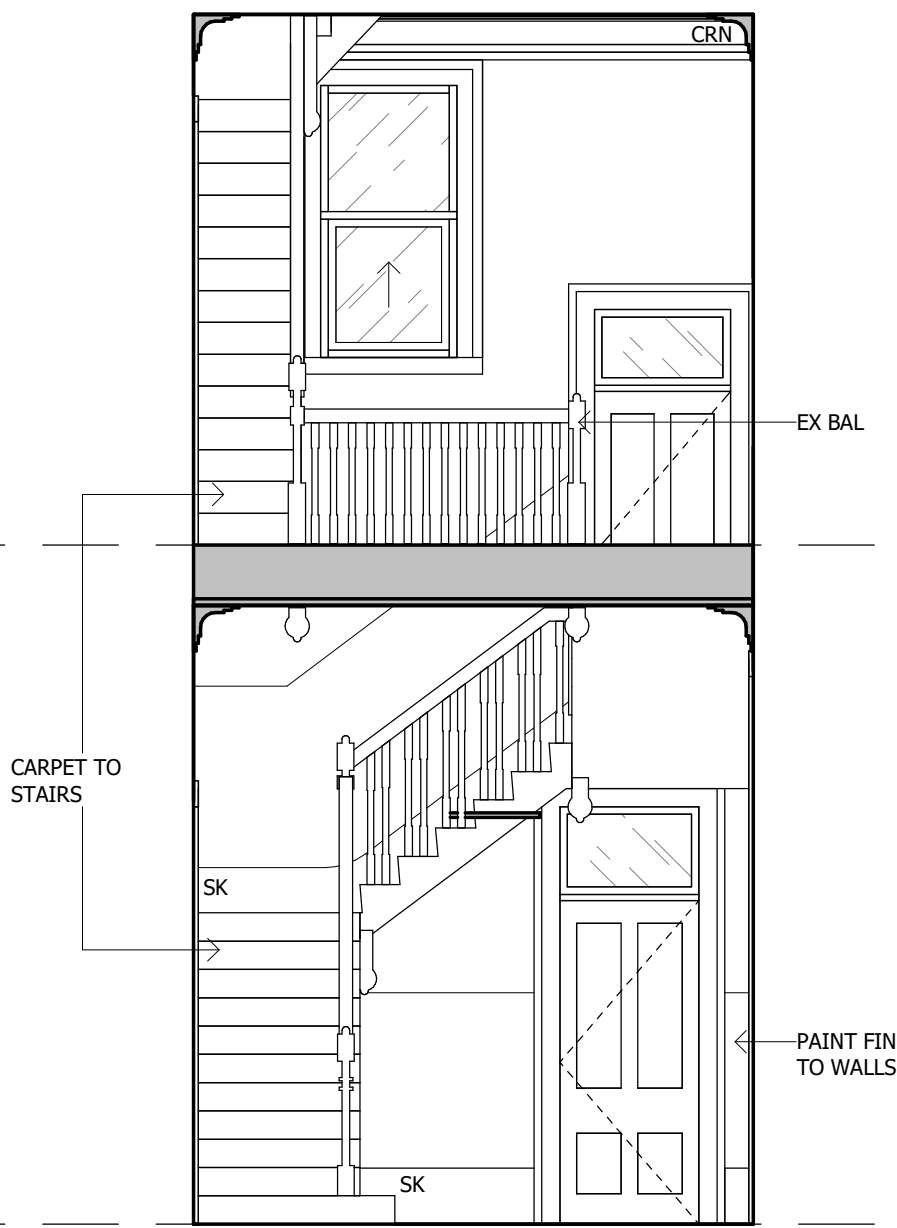 CRN
EX BAL
CARPET TO
STAIRS
SK
PAINT FIN
TO WALLS
SK